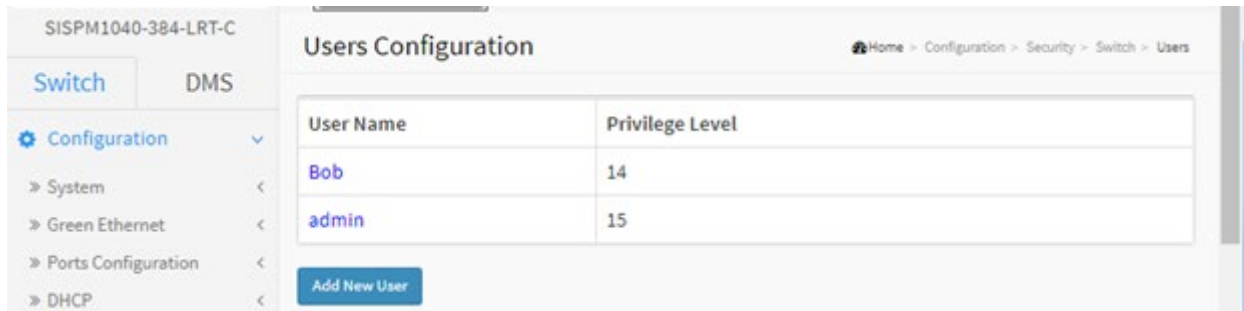 SISPM1040-384-LRT-C
Switch DMS
Configuration
» System
» Green Ethernet
» Ports Configuration
» DHCP
Users Configuration
Home > Configuration > Security > Switch > Users
User Name Privilege Level
Bob 14
admin 15
Add New User